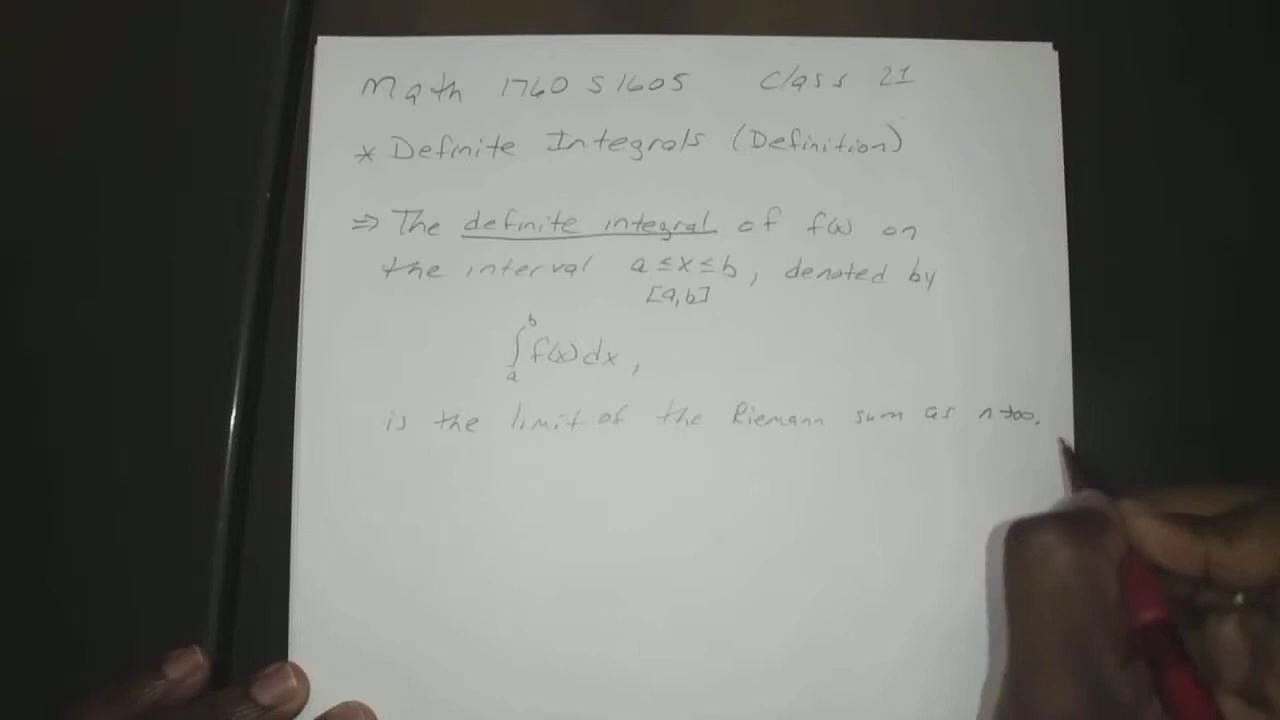 Math 1760 S1605 Class 21
* Definite Integrals (Definition)
⇒ The definite integral of f(x) on
the interval a ≤ x ≤ b, denoted by
[a,b]
∫_a^b f(x) dx,
is the limit of the Riemann sum as n→∞.